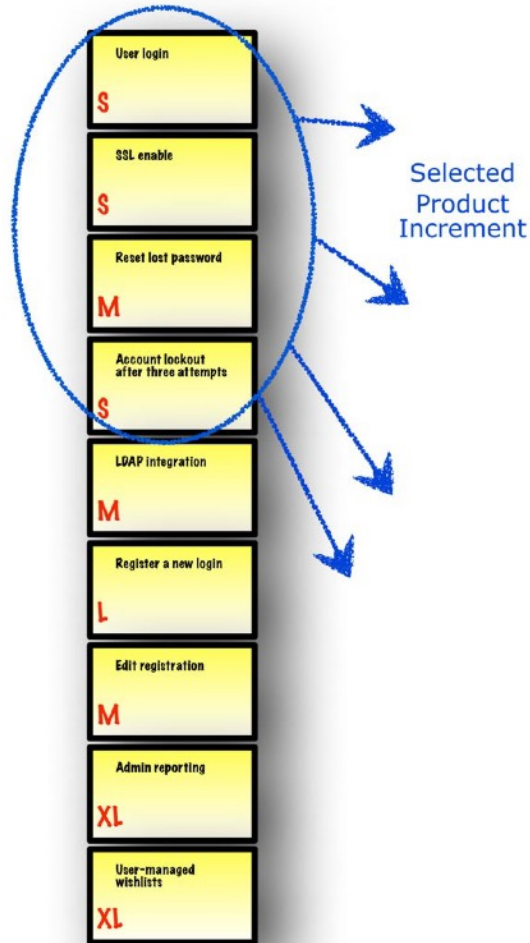 User login
S
SSL enable
S
Selected
Product
Increment
Reset lost password
M
Account lockout
after three attempts
S
LDAP integration
M
Register a new login
L
Edit registration
M
Admin reporting
XL
User-managed
wishlists
XL